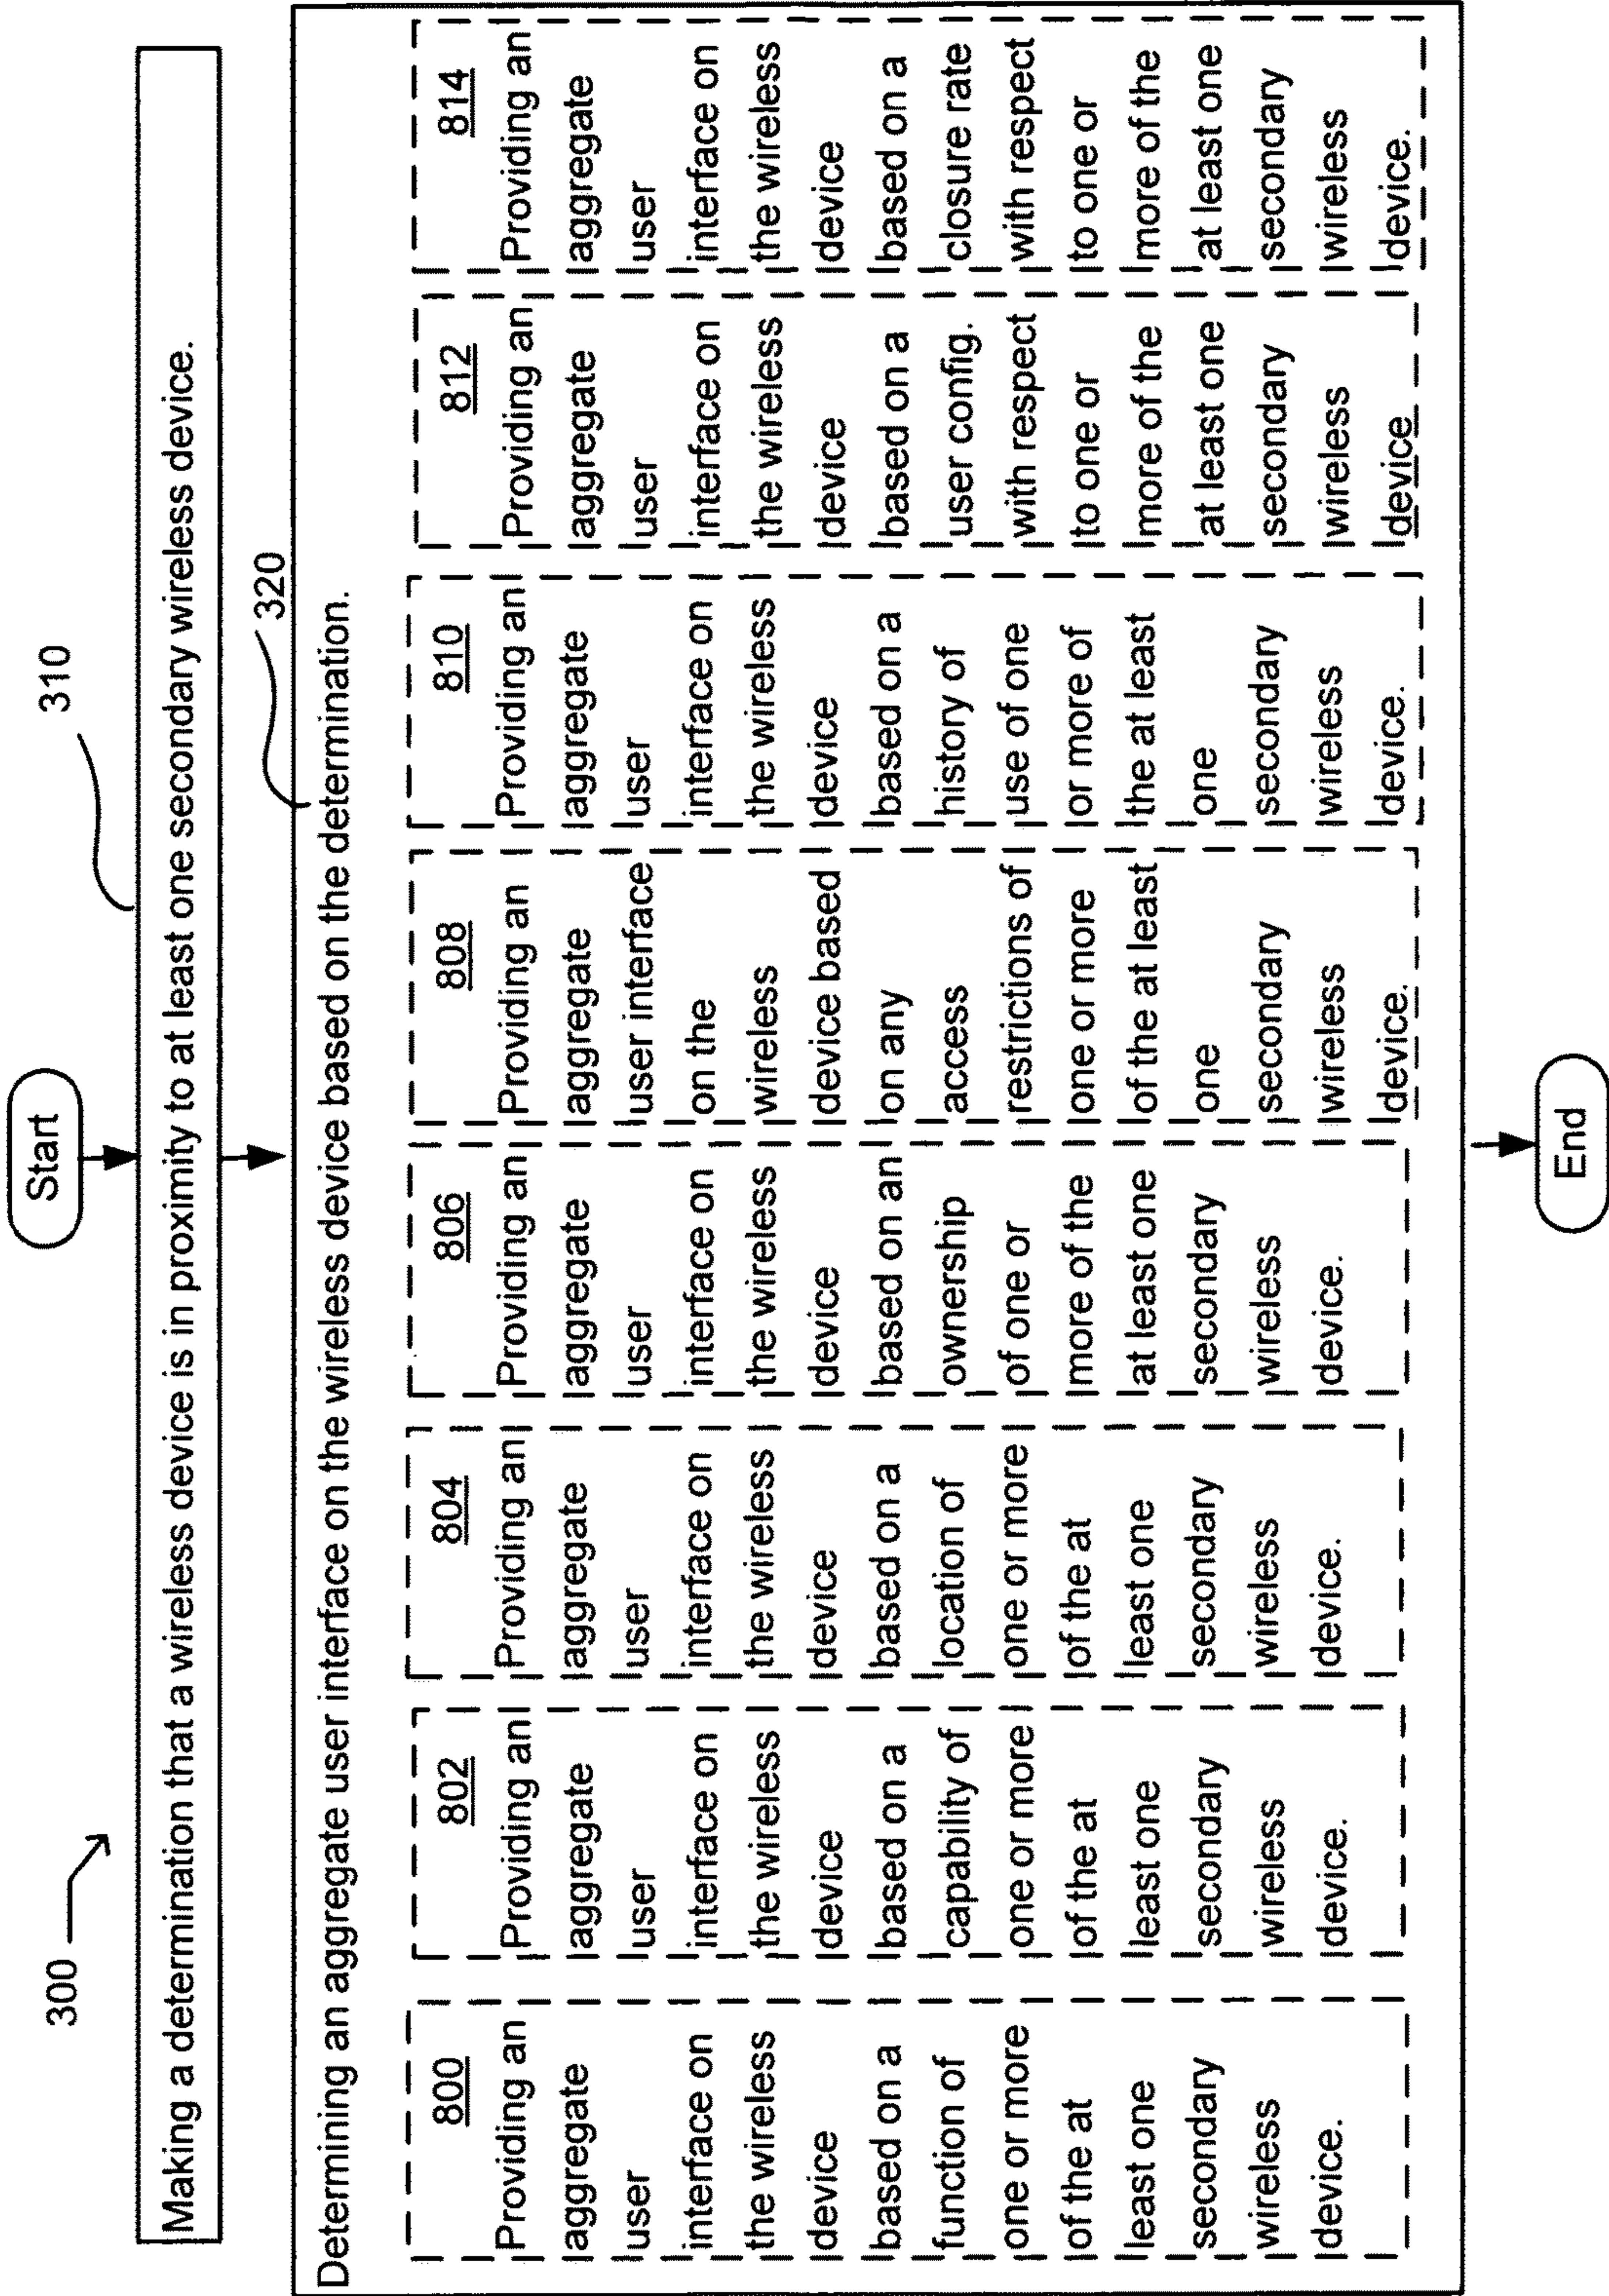 Start
300
310
Making a determination that a wireless device is in proximity to at least one secondary wireless device.
320
Determining an aggregate user interface on the wireless device based on the determination.
800
Providing an
aggregate
user
interface on
the wireless
device
based on a
function of
one or more
of the at
least one
secondary
wireless
device.
802
Providing an
aggregate
user
interface on
the wireless
device
based on a
capability of
one or more
of the at
least one
secondary
wireless
device.
804
Providing an
aggregate
user
interface on
the wireless
device
based on a
location of
one or more
of the at
least one
secondary
wireless
device.
806
Providing an
aggregate
user
interface on
the wireless
device
based on an
ownership
of one or
more of the
at least one
secondary
wireless
device.
808
Providing an
aggregate
user interface
on the
wireless
device based
on any
access
restrictions of
one or more
of the at least
one
secondary
wireless
device.
810
Providing an
aggregate
user
interface on
the wireless
device
based on a
history of
use of one
or more of
the at least
one
secondary
wireless
device.
812
Providing an
aggregate
user
interface on
the wireless
device
based on a
user config.
with respect
to one or
more of the
at least one
secondary
wireless
device
814
Providing an
aggregate
user
interface on
the wireless
device
based on a
closure rate
with respect
to one or
more of the
at least one
secondary
wireless
device.
End